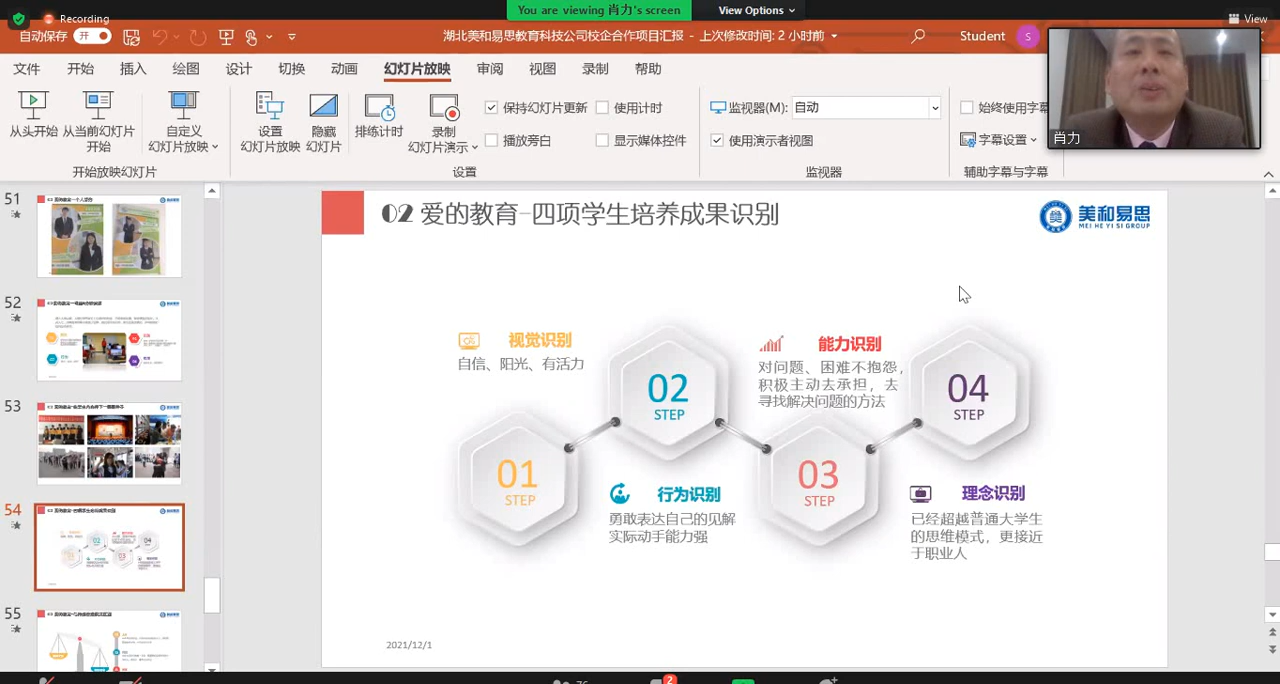 Recording
You are viewing 肖力's screen
View Options
View
自动保存
开
湖北美和易思教育科技公司校企合作项目汇报 - 上次修改时间: 2 小时前
Student
S
文件
开始
插入
绘图
设计
切换
动画
幻灯片放映
审阅
视图
录制
帮助
从头开始
从当前幻灯片
开始
自定义
幻灯片放映
开始放映幻灯片
设置
幻灯片放映
隐藏
幻灯片
排练计时
录制
幻灯片演示
保持幻灯片更新
使用计时
播放旁白
显示媒体控件
设置
监视器(M):
自动
使用演示者视图
监视器
始终使用字幕
字幕设置
辅助字幕与字幕
肖力
51
52
53
54
55
02 爱的教育-四项学生培养成果识别
美和易思
MEI HE YI SI GROUP
视觉识别
自信、阳光、有活力
01
STEP
02
STEP
行为识别
勇敢表达自己的见解
实际动手能力强
能力识别
对问题、困难不抱怨，
积极主动去承担，去
寻找解决问题的方法
03
STEP
04
STEP
理念识别
已经超越普通大学生
的思维模式，更接近
于职业人
2021/12/1
2